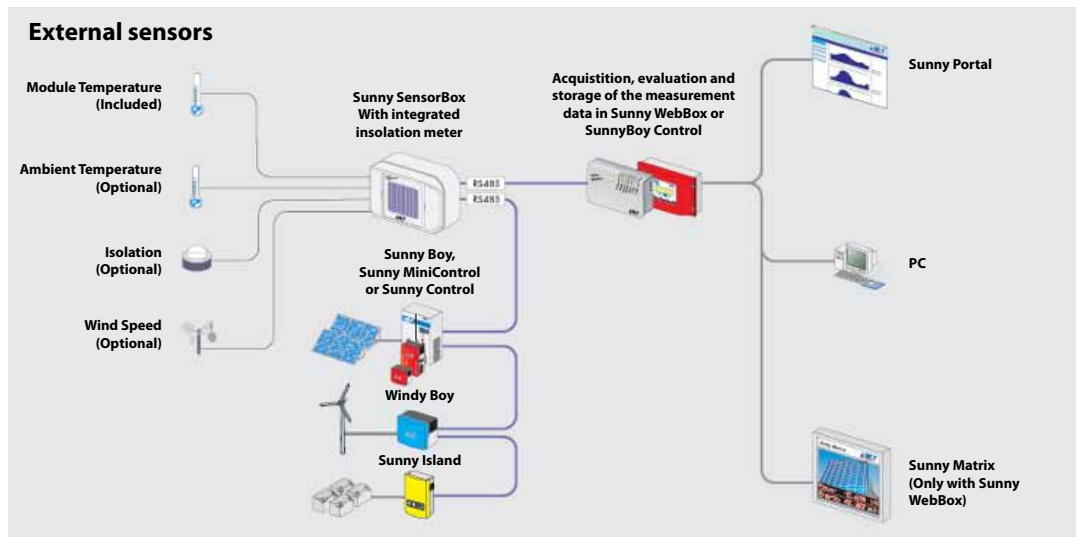 External sensors
Module Temperature
(Included)
Ambient Temperature
(Optional)
Isolation
(Optional)
Wind Speed
(Optional)
Sunny SensorBox
With integrated
insolation meter
RS485
RS485
Acquistition, evaluation and
storage of the measurement
data in Sunny WebBox or
SunnyBoy Control
Sunny Boy,
Sunny MiniControl
or Sunny Control
Windy Boy
Sunny Island
Sunny Portal
PC
Sunny Matrix
(Only with Sunny
WebBox)